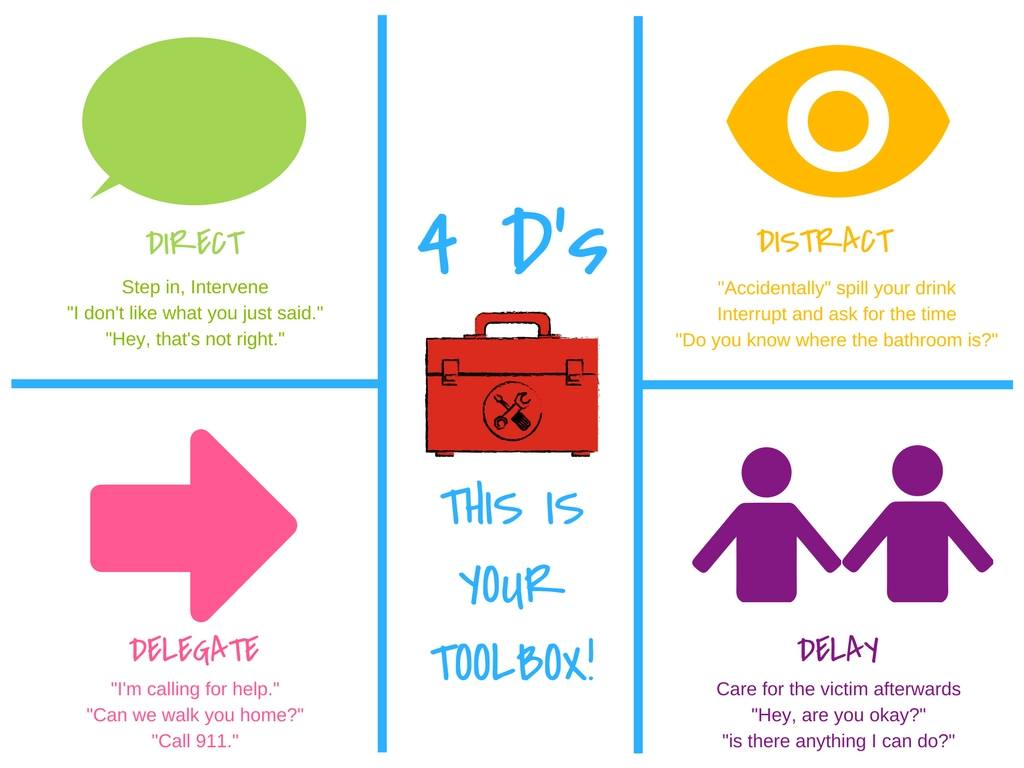 DIRECT
Step in, Intervene
"I don't like what you just said."
"Hey, that's not right."
4 D's
THIS IS
YOUR
TOOLBOX!
DISTRACT
"Accidentally" spill your drink
Interrupt and ask for the time
"Do you know where the bathroom is?"
DELEGATE
"I'm calling for help."
"Can we walk you home?"
"Call 911."
DELAY
Care for the victim afterwards
"Hey, are you okay?"
"is there anything I can do?"